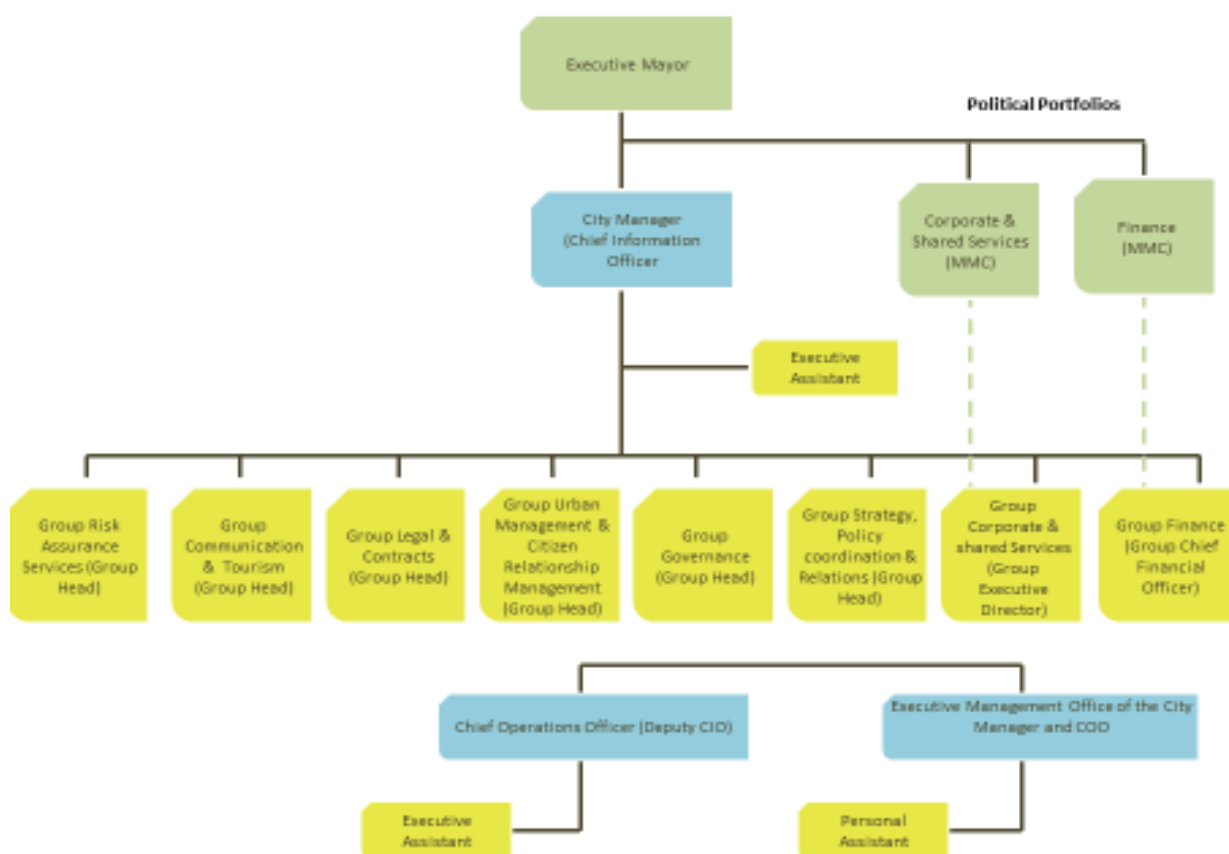 Executive Mayor
Political Portfolios
City Manager
(Chief Information
Officer
Corporate &
Shared Services
(MMC)
Finance
(MMC)
Executive
Assistant
Group Risk
Assurance
Services (Group
Head)
Group
Communication
& Tourism
(Group Head)
Group Legal &
Contracts
(Group Head)
Group Urban
Management &
Citizen
Relationship
Management
(Group Head)
Group
Governance
(Group Head)
Group Strategy,
Policy
coordination &
Relations (Group
Head)
Group
Corporate &
shared Services
(Group
Executive
Director)
Group Finance
(Group Chief
Financial
Officer)
Chief Operations Officer (Deputy CIO)
Executive Management Office of the City
Manager and COO
Executive
Assistant
Personal
Assistant